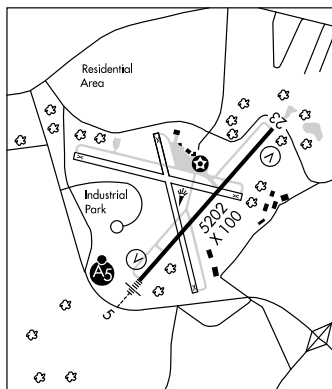 Residential
Area
23
V
Industrial
Park
5202
X 100
V
A5
5
X
X
X
X